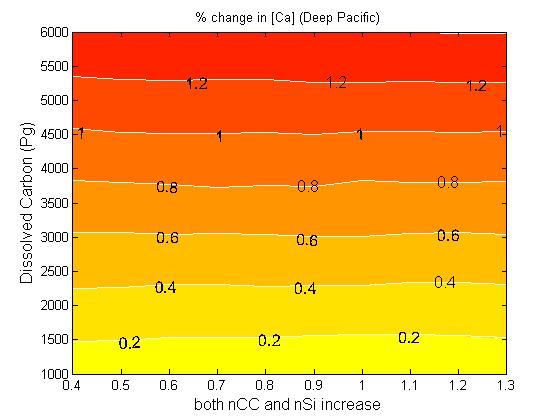 % change in [Ca] (Deep Pacific)
6000
5500
1.2 1.2 1.2
5000
4500
1 1 1 1
4000
0.8 0.8 0.8
3500
3000
0.6 0.6 0.6
2500
0.4 0.4 0.4
2000
1500
0.2 0.2 0.2
1000
Dissolved Carbon (Pg)
0.4 0.5 0.6 0.7 0.8 0.9 1 1.1 1.2 1.3
both nCC and nSi increase